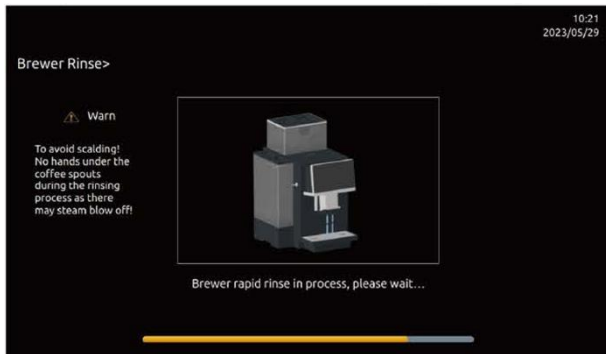 10:21
2023/05/29
Brewer Rinse>
Warn
To avoid scalding!
No hands under the
coffee spouts
during the rinsing
process as there
may steam blow off!
Brewer rapid rinse in process, please wait...